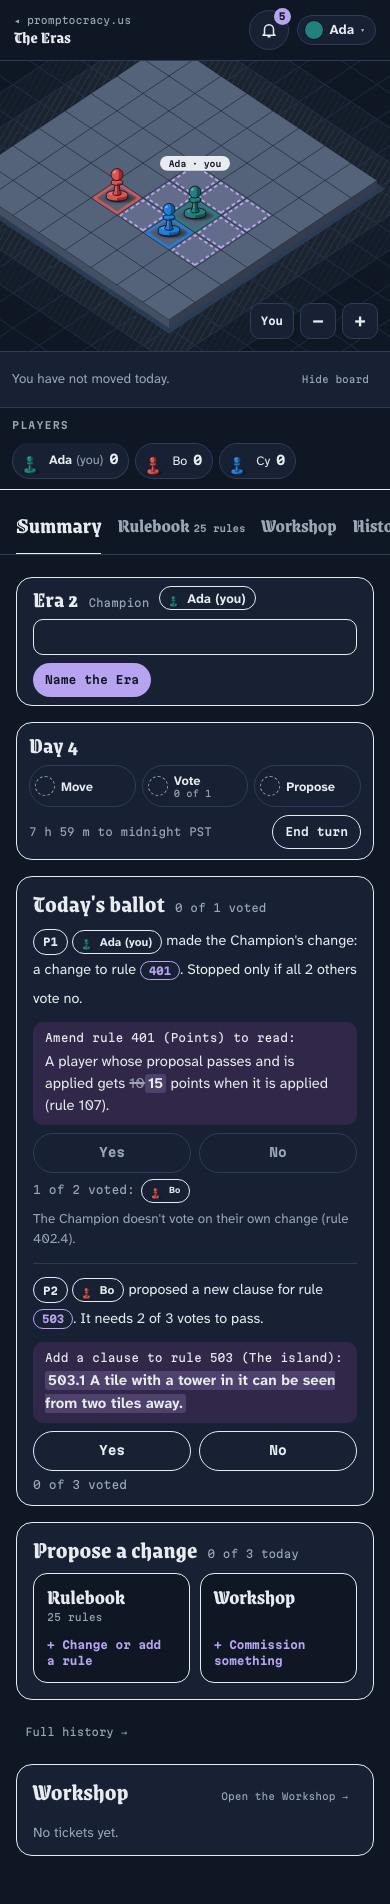 ◂ promptocracy.us
The Eras
5
Ada
Ada · you
You
−
+
You have not moved today.
Hide board
PLAYERS
Ada (you) 0
Bo 0
Cy 0
Summary
Rulebook 25 rules
Workshop
Histo
Era 2 Champion Ada (you)
Name the Era
Day 4
Move
Vote
0 of 1
Propose
7 h 59 m to midnight PST
End turn
Today's ballot 0 of 1 voted
P1 Ada (you) made the Champion's change:
a change to rule 401. Stopped only if all 2 others
vote no.
Amend rule 401 (Points) to read:
A player whose proposal passes and is
applied gets 10 15 points when it is applied
(rule 107).
Yes
No
1 of 2 voted: Bo
The Champion doesn't vote on their own change (rule
402.4).
P2 Bo proposed a new clause for rule
503. It needs 2 of 3 votes to pass.
Add a clause to rule 503 (The island):
503.1 A tile with a tower in it can be seen
from two tiles away.
Yes
No
0 of 3 voted
Propose a change 0 of 3 today
Rulebook
25 rules
+ Change or add
a rule
Workshop
+ Commission
something
Full history →
Workshop
Open the Workshop →
No tickets yet.